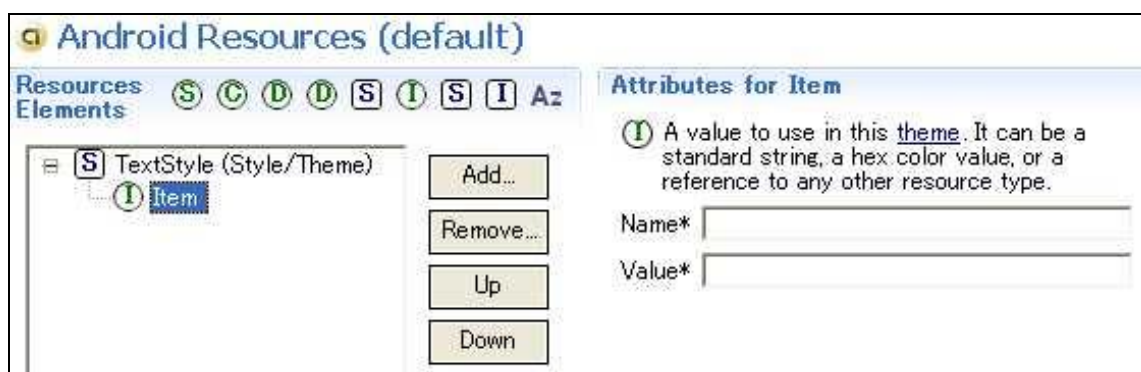 Android Resources (default)
Resources Elements S C D D S I S I Az
S TextStyle (Style/Theme)
I Item
Add...
Remove...
Up
Down
Attributes for Item
I A value to use in this theme. It can be a
standard string, a hex color value, or a
reference to any other resource type.
Name*
Value*